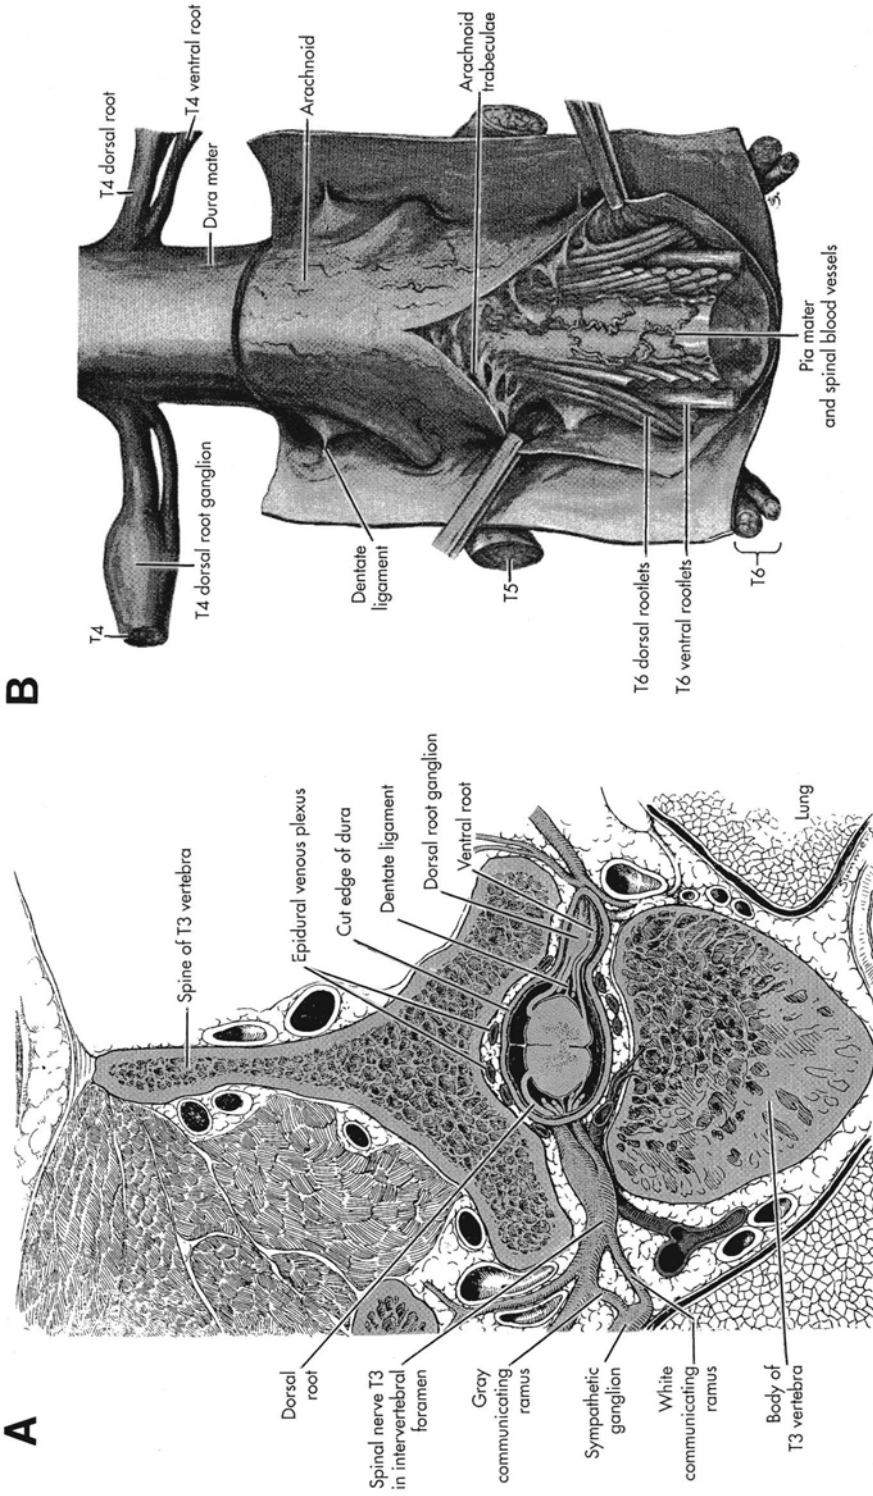 A
Spine of T3 vertebra
Epidural venous plexus
Cut edge of dura
Dentate ligament
Dorsal root ganglion
Ventral root
Lung
Dorsal
root
Spinal nerve T3
in intervertebral
foramen
Gray
communicating
ramus
Sympathetic
ganglion
White
communicating
ramus
Body of
T3 vertebra
B
T4 dorsal root
T4 ventral root
Dura mater
Arachnoid
Arachnoid
trabeculae
T4
T4 dorsal root ganglion
Dentate
ligament
T5
T6 dorsal rootlets
T6 ventral rootlets
T6
Pia mater
and spinal blood vessels